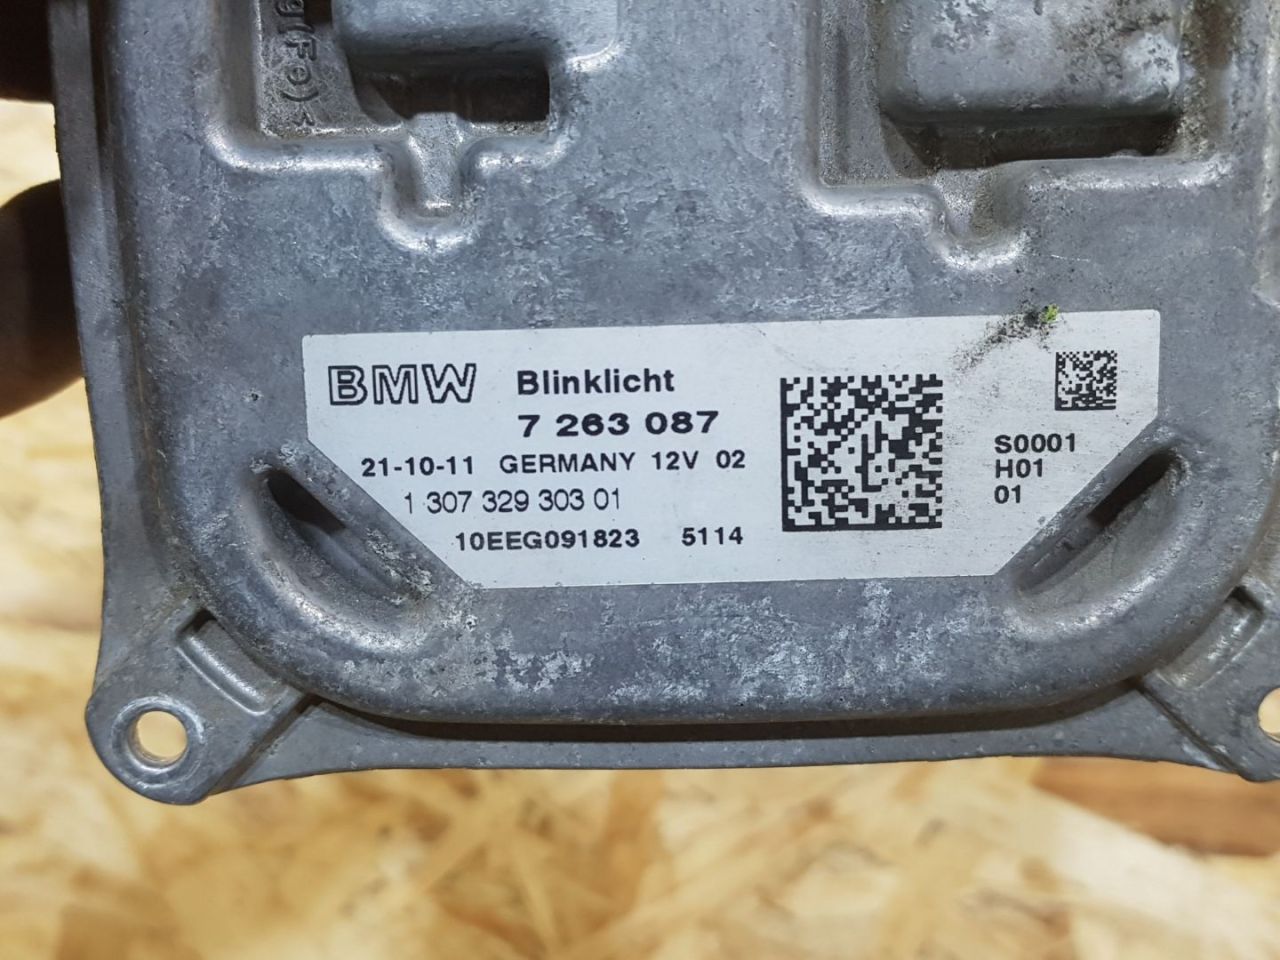 g(Fe)<
BMW Blinklicht
7 263 087
21-10-11 GERMANY 12V 02
1 307 329 303 01
10EEG091823 5114
S0001
H01
01